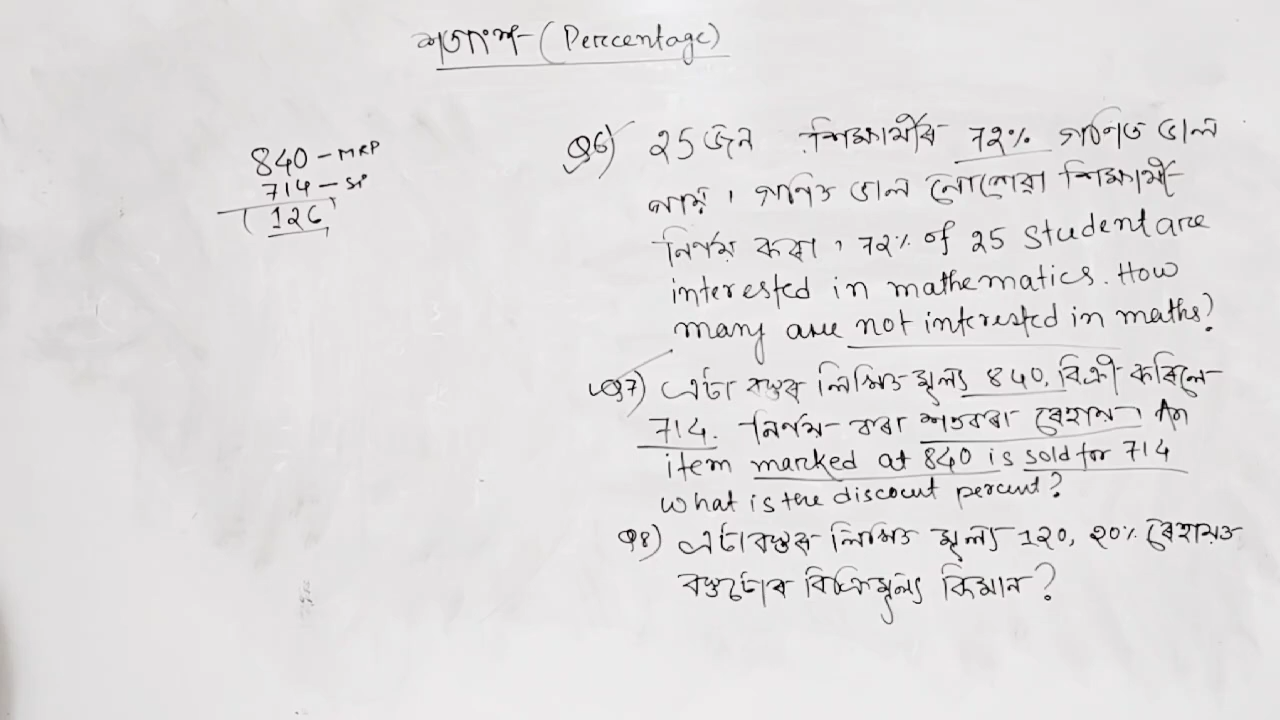 শতাংশ - (Percentage)
840 - MRP
714 - SP
126
Q6) 25 জন শিক্ষাৰ্থীৰ 72% গণিত ভাল
পায়। গণিত ভাল নোপোৱা শিক্ষাৰ্থী
নিৰ্ণয় কৰা। 72% of 25 student are
interested in mathematics. How
many are not interested in maths?
Q7) এটা বস্তুৰ লিখিত মূল্য 840, বিক্ৰী কৰিলে
714. নিৰ্ণয় কৰা শতকৰা ৰেহাই। An
item marked at 840 is sold for 714
what is the discount percent?
Q8) এটা বস্তুৰ লিখিত মূল্য 120, 20% ৰেহাইত
বস্তুটোৰ বিক্ৰিমূল্য কিমান?